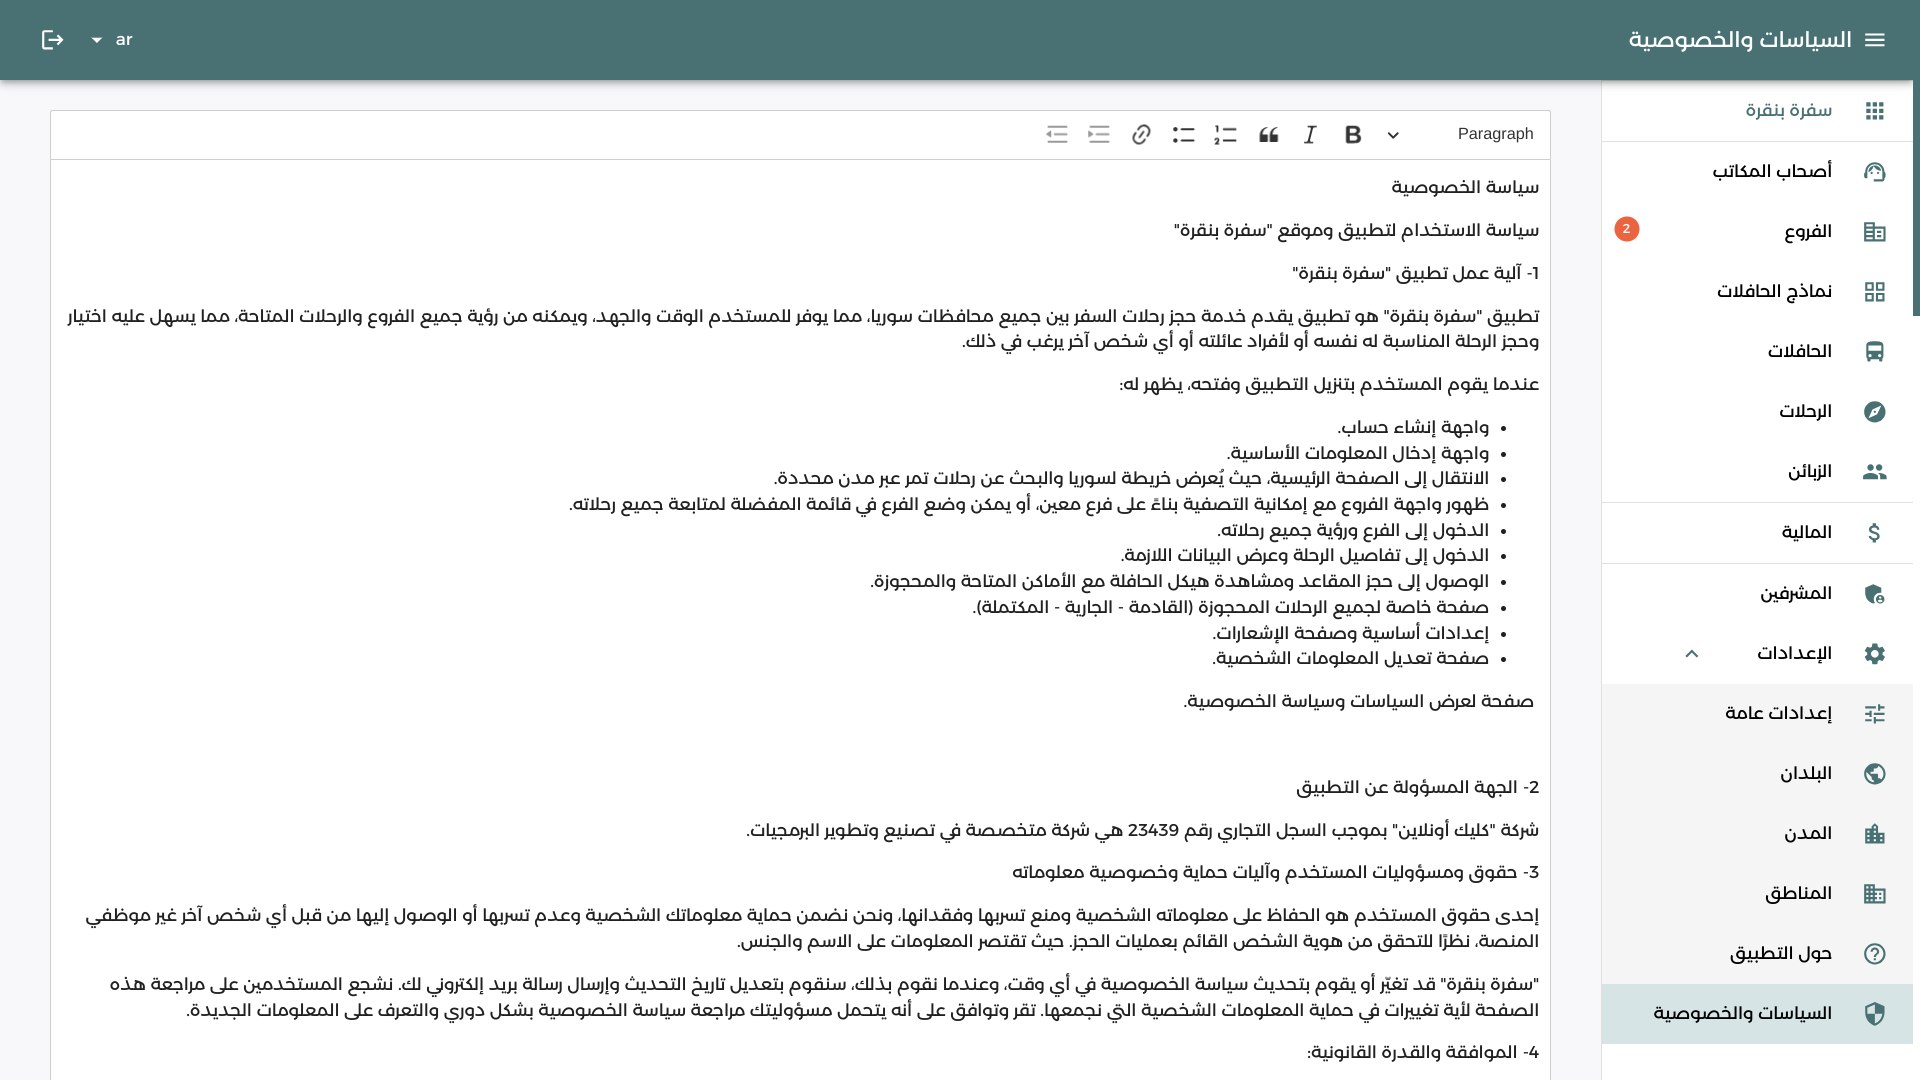 السياسات والخصوصية
ar
سفرة بنقرة
أصحاب المكاتب
الفروع
2
نماذج الحافلات
الحافلات
الرحلات
الزبائن
المالية
المشرفين
الإعدادات
إعدادات عامة
البلدان
المدن
المناطق
حول التطبيق
السياسات والخصوصية
Paragraph
سياسة الخصوصية
سياسة الاستخدام لتطبيق وموقع "سفرة بنقرة"
1- آلية عمل تطبيق "سفرة بنقرة"
تطبيق "سفرة بنقرة" هو تطبيق يقدم خدمة حجز رحلات السفر بين جميع محافظات سوريا، مما يوفر للمستخدم الوقت والجهد، ويمكنه من رؤية جميع الفروع والرحلات المتاحة، مما يسهل عليه اختيار
وحجز الرحلة المناسبة له نفسه أو لأفراد عائلته أو أي شخص آخر يرغب في ذلك.
عندما يقوم المستخدم بتنزيل التطبيق وفتحه، يظهر له:
• واجهة إنشاء حساب.
• واجهة إدخال المعلومات الأساسية.
• الانتقال إلى الصفحة الرئيسية، حيث يُعرض خريطة لسوريا والبحث عن رحلات تمر عبر مدن محددة.
• ظهور واجهة الفروع مع إمكانية التصفية بناءً على فرع معين، أو يمكن وضع الفرع في قائمة المفضلة لمتابعة جميع رحلاته.
• الدخول إلى الفرع ورؤية جميع رحلاته.
• الدخول إلى تفاصيل الرحلة وعرض البيانات اللازمة.
• الوصول إلى حجز المقاعد ومشاهدة هيكل الحافلة مع الأماكن المتاحة والمحجوزة.
• صفحة خاصة لجميع الرحلات المحجوزة (القادمة - الجارية - المكتملة).
• إعدادات أساسية وصفحة الإشعارات.
• صفحة تعديل المعلومات الشخصية.
صفحة لعرض السياسات وسياسة الخصوصية.
2- الجهة المسؤولة عن التطبيق
شركة "كليك أونلاين" بموجب السجل التجاري رقم 23439 هي شركة متخصصة في تصنيع وتطوير البرمجيات.
3- حقوق ومسؤوليات المستخدم وآليات حماية وخصوصية معلوماته
إحدى حقوق المستخدم هو الحفاظ على معلوماته الشخصية ومنع تسربها وفقدانها، ونحن نضمن حماية معلوماتك الشخصية وعدم تسربها أو الوصول إليها من قبل أي شخص آخر غير موظفي
المنصة، نظرًا للتحقق من هوية الشخص القائم بعمليات الحجز. حيث تقتصر المعلومات على الاسم والجنس.
"سفرة بنقرة" قد تغيّر أو يقوم بتحديث سياسة الخصوصية في أي وقت، وعندما نقوم بذلك، سنقوم بتعديل تاريخ التحديث وإرسال رسالة بريد إلكتروني لك. نشجع المستخدمين على مراجعة هذه
الصفحة لأية تغييرات في حماية المعلومات الشخصية التي نجمعها. تقر وتوافق على أنه يتحمل مسؤوليتك مراجعة سياسة الخصوصية بشكل دوري والتعرف على المعلومات الجديدة.
4- الموافقة والقدرة القانونية: